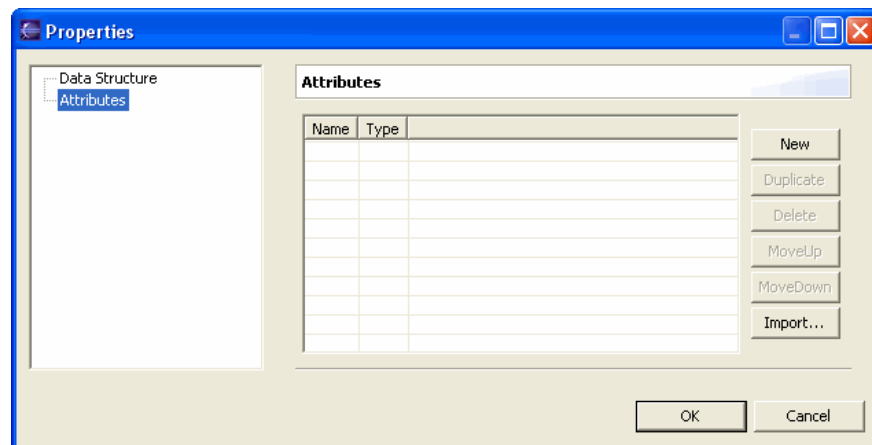 Properties
Data Structure
Attributes
Attributes
Name Type
New
Duplicate
Delete
MoveUp
MoveDown
Import...
OK Cancel